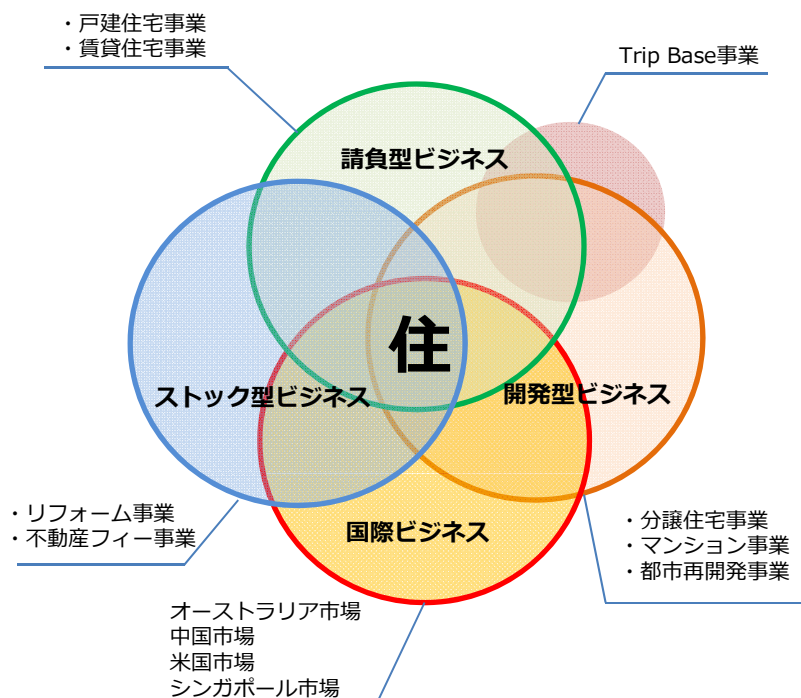 ・戸建住宅事業
・賃貸住宅事業
Trip Base事業
請負型ビジネス
住
ストック型ビジネス
開発型ビジネス
・リフォーム事業
・不動産フィー事業
国際ビジネス
・分譲住宅事業
・マンション事業
・都市再開発事業
オーストラリア市場
中国市場
米国市場
シンガポール市場